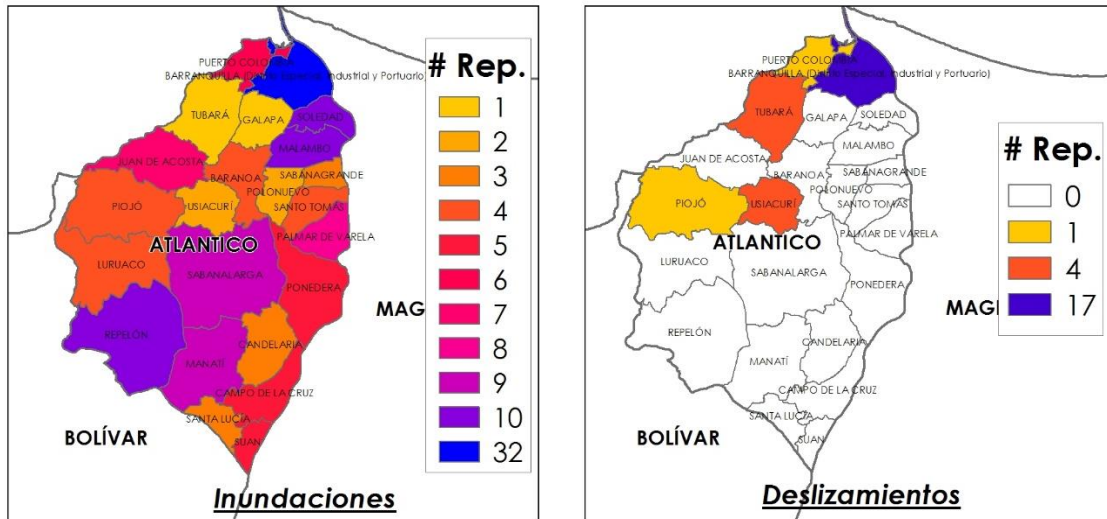 PUERTO COLOMBIA
BARRANQUILLA (Distrito Especial, Industrial y Portuario)
TUBARÁ
GALAPA
SOLEDAD
MALAMBO
JUAN DE ACOSTA
BARANOA
SABANAGRANDE
POLONUEVO
PIOJÓ
USIACURÍ
SANTO TOMÁS
PALMAR DE VARELA
ATLANTICO
LURUACO
SABANALARGA
PONEDERA
MAG
REPELÓN
CANDELARIA
MANATÍ
CAMPO DE LA CRUZ
SANTA LUCÍA
BOLÍVAR
SUAN
Inundaciones
# Rep.
1
2
3
4
5
6
7
8
9
10
32
PUERTO COLOMBIA
BARRANQUILLA (Distrito Especial, Industrial y Portuario)
TUBARÁ
GALAPA
SOLEDAD
MALAMBO
JUAN DE ACOSTA
BARANOA
SABANAGRANDE
POLONUEVO
PIOJÓ
USIACURÍ
SANTO TOMÁS
PALMAR DE VARELA
ATLANTICO
LURUACO
SABANALARGA
PONEDERA
MAG
REPELÓN
CANDELARIA
MANATÍ
CAMPO DE LA CRUZ
SANTA LUCÍA
BOLÍVAR
SUAN
Deslizamientos
# Rep.
0
1
4
17